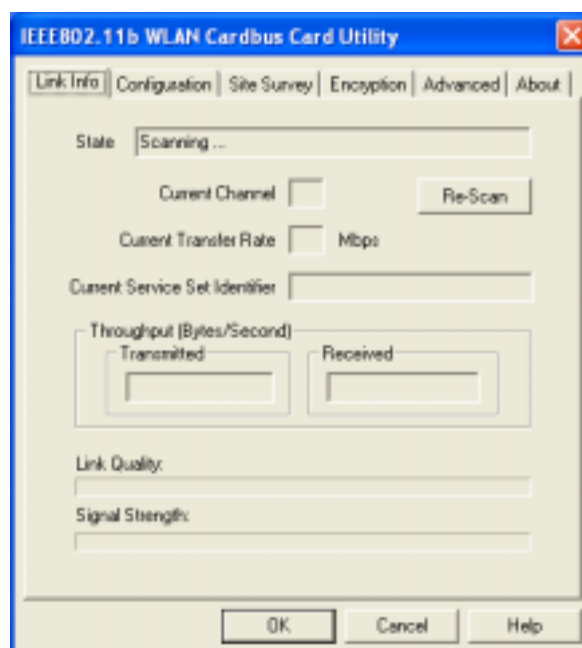 IEEE802.11b WLAN Cardbus Card Utility
Link Info Configuration Site Survey Encryption Advanced About
State Scanning ...
Current Channel Re-Scan
Current Transfer Rate Mbps
Current Service Set Identifier
Throughput (Bytes/Second)
Transmitted Received
Link Quality:
Signal Strength:
OK Cancel Help